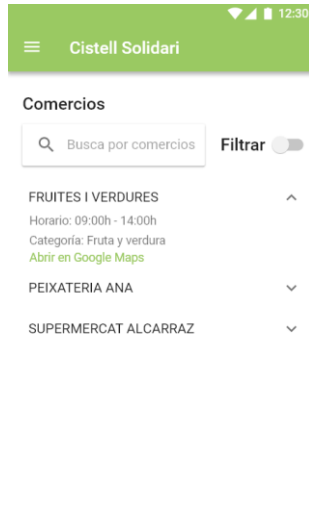 12:30
Cistell Solidari
Comercios
Busca por comercios
Filtrar
FRUITES I VERDURES
Horario: 09:00h - 14:00h
Categoría: Fruta y verdura
Abrir en Google Maps
PEIXATERIA ANA
SUPERMERCAT ALCARRAZ